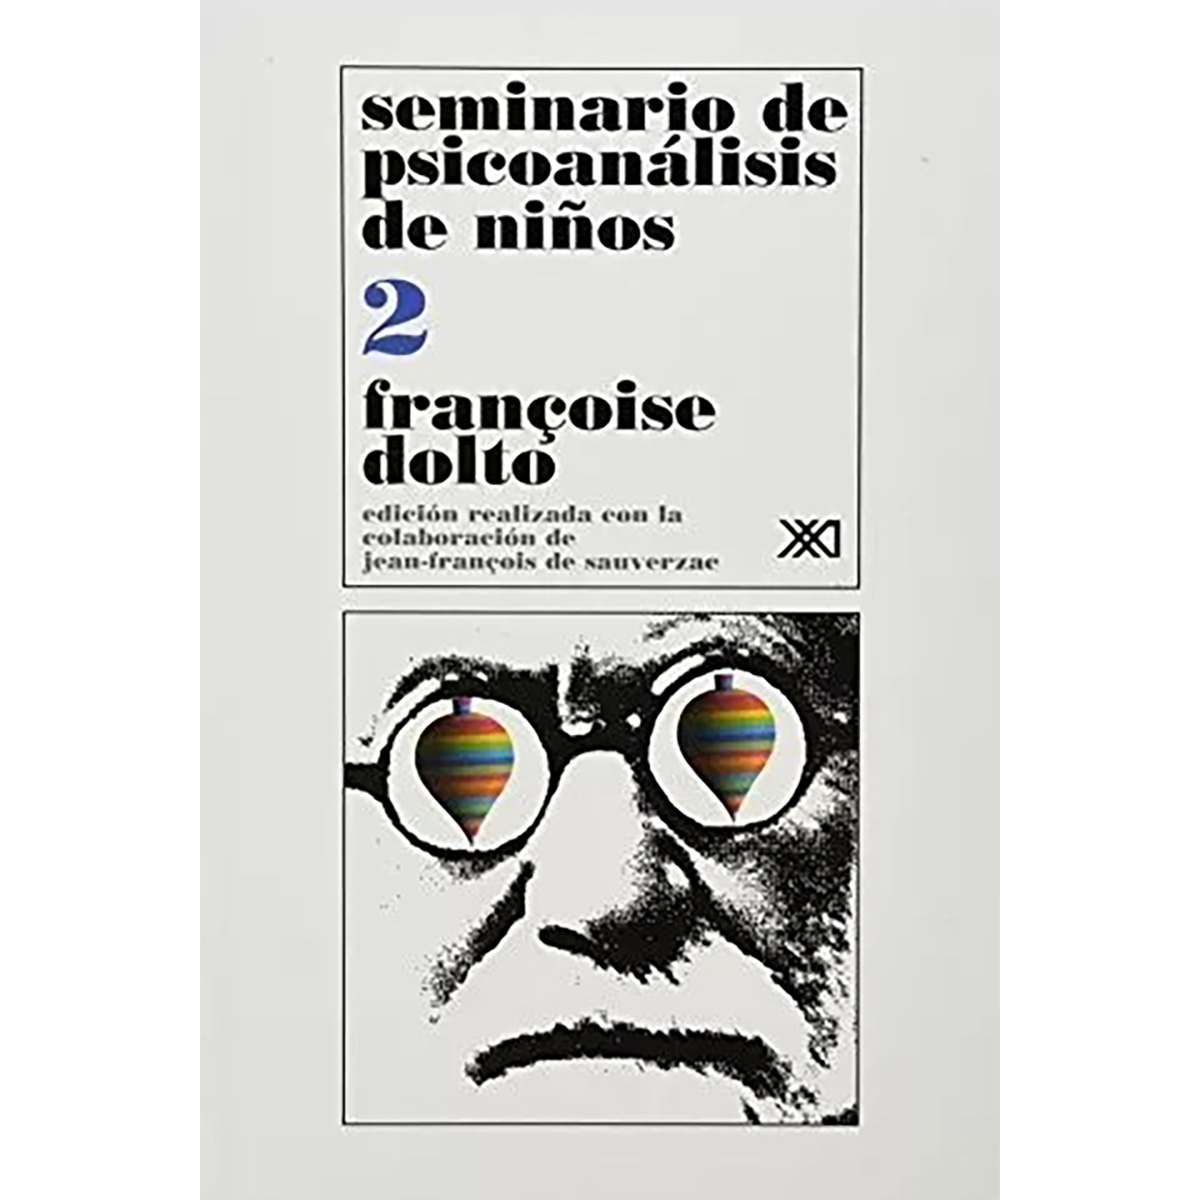 seminario de
psicoanálisis
de niños
2
françoise
dolto
edición realizada con la
colaboración de
jean-françois de sauverzac